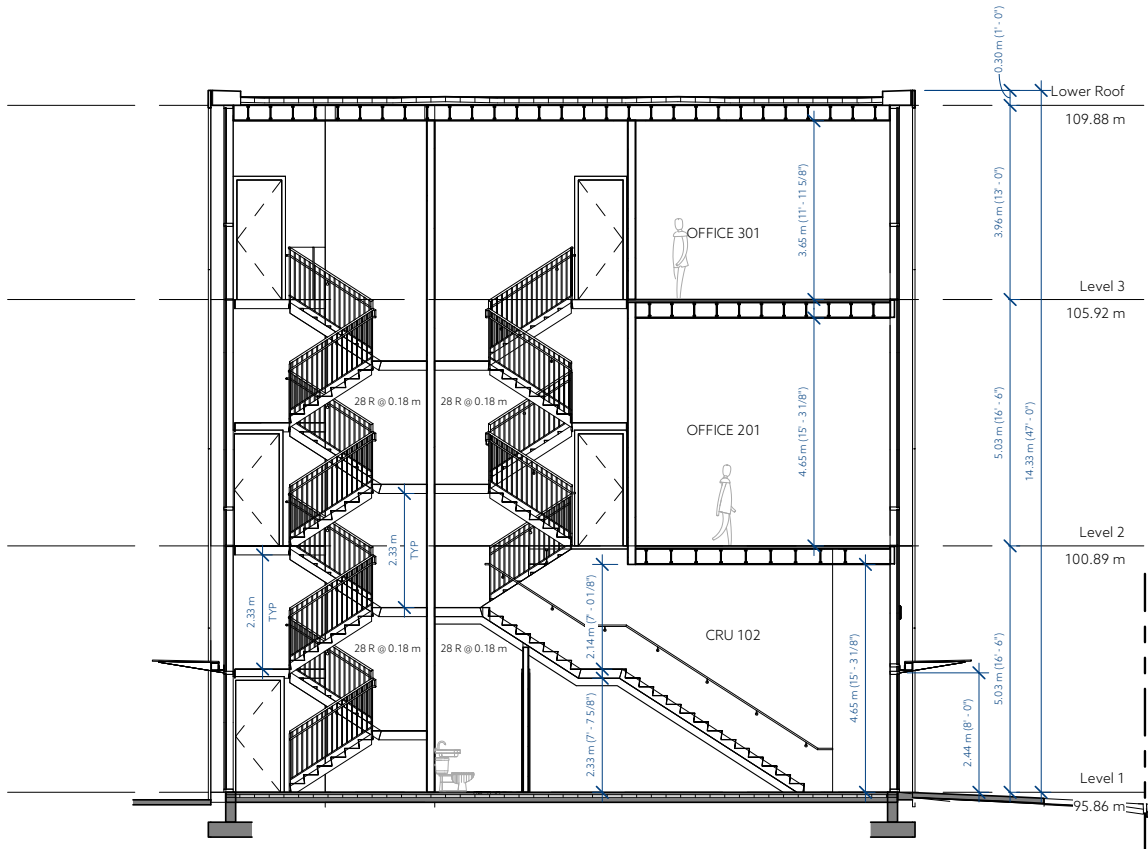 0.30 m (1' - 0")
Lower Roof
109.88 m
3.65 m (11' - 11 5/8")
3.96 m (13' - 0")
OFFICE 301
Level 3
105.92 m
28 R @ 0.18 m
28 R @ 0.18 m
OFFICE 201
4.65 m (15' - 3 1/8")
5.03 m (16' - 6")
14.33 m (47' - 0")
Level 2
100.89 m
2.33 m
TYP
2.33 m
TYP
2.14 m (7' - 0 1/8")
CRU 102
28 R @ 0.18 m
28 R @ 0.18 m
4.65 m (15' - 3 1/8")
5.03 m (16' - 6")
2.33 m (7' - 7 5/8")
2.44 m (8' - 0")
Level 1
95.86 m